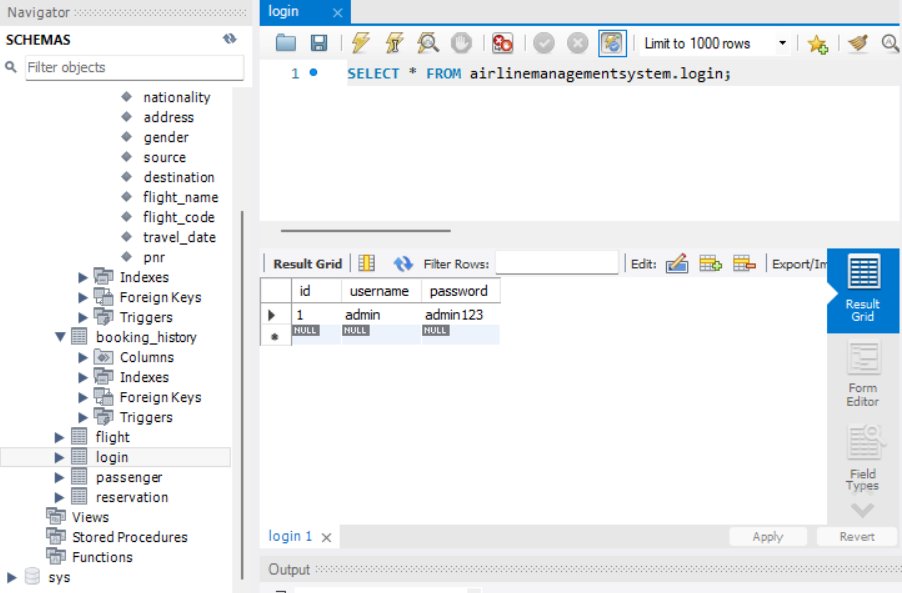 Navigator
SCHEMAS
Filter objects
nationality
address
gender
source
destination
flight_name
flight_code
travel_date
pnr
Indexes
Foreign Keys
Triggers
booking_history
Columns
Indexes
Foreign Keys
Triggers
flight
login
passenger
reservation
Views
Stored Procedures
Functions
sys
login
Limit to 1000 rows
1 SELECT * FROM airlinemanagementsystem.login;
Result Grid Filter Rows: Edit: Export/Im
id username password
1 admin admin123
NULL NULL NULL
Result
Grid
Form
Editor
Field
Types
login 1 Apply Revert
Output